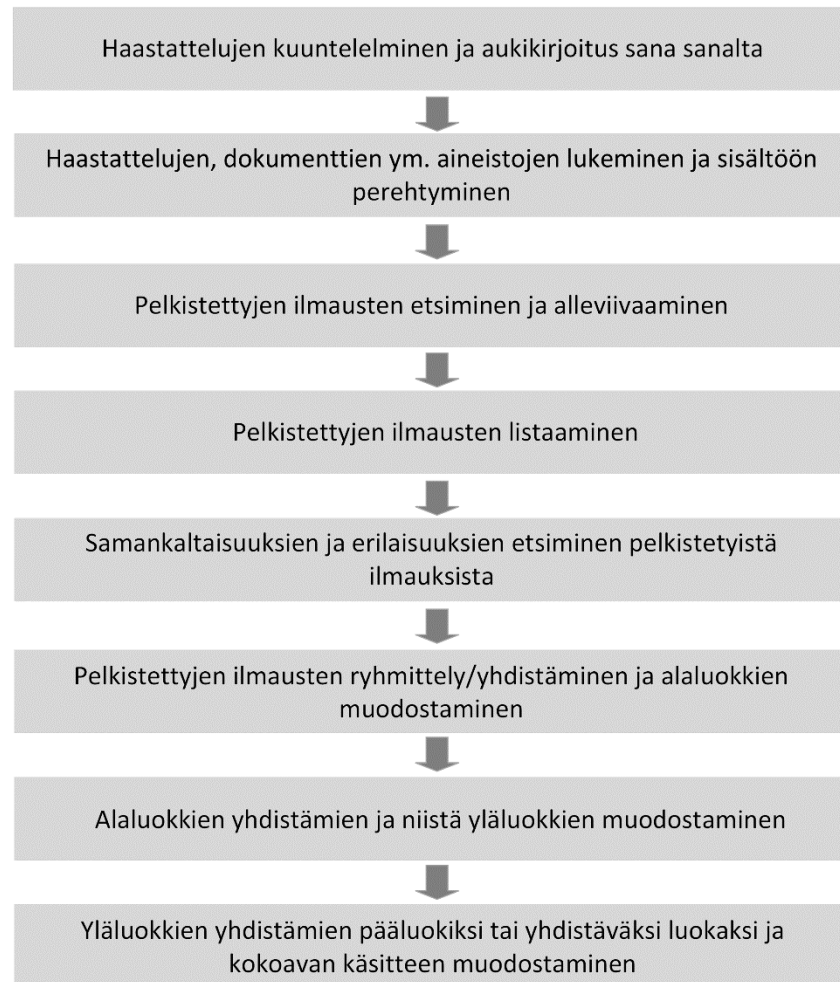 Haastattelujen kuuntelelminen ja aukikirjoitus sana sanalta
Haastattelujen, dokumenttien ym. aineistojen lukeminen ja sisältöön
perehtyminen
Pelkistettyjen ilmausten etsiminen ja alleviivaaminen
Pelkistettyjen ilmausten listaaminen
Samankaltaisuuksien ja erilaisuuksien etsiminen pelkistetyistä
ilmauksista
Pelkistettyjen ilmausten ryhmittely/yhdistäminen ja alaluokkien
muodostaminen
Alaluokkien yhdistämien ja niistä yläluokkien muodostaminen
Yläluokkien yhdistämien pääluokiksi tai yhdistäväksi luokaksi ja
kokoavan käsitteen muodostaminen